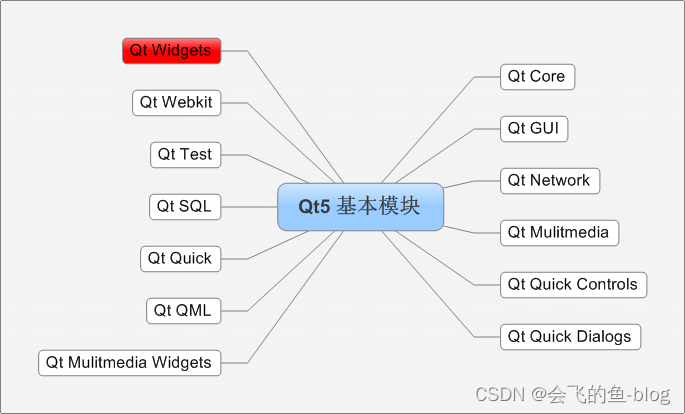 Qt Widgets
Qt Webkit
Qt Test
Qt SQL
Qt Quick
Qt QML
Qt Mulitmedia Widgets
Qt5 基本模块
Qt Core
Qt GUI
Qt Network
Qt Mulitmedia
Qt Quick Controls
Qt Quick Dialogs
CSDN @会飞的鱼-blog